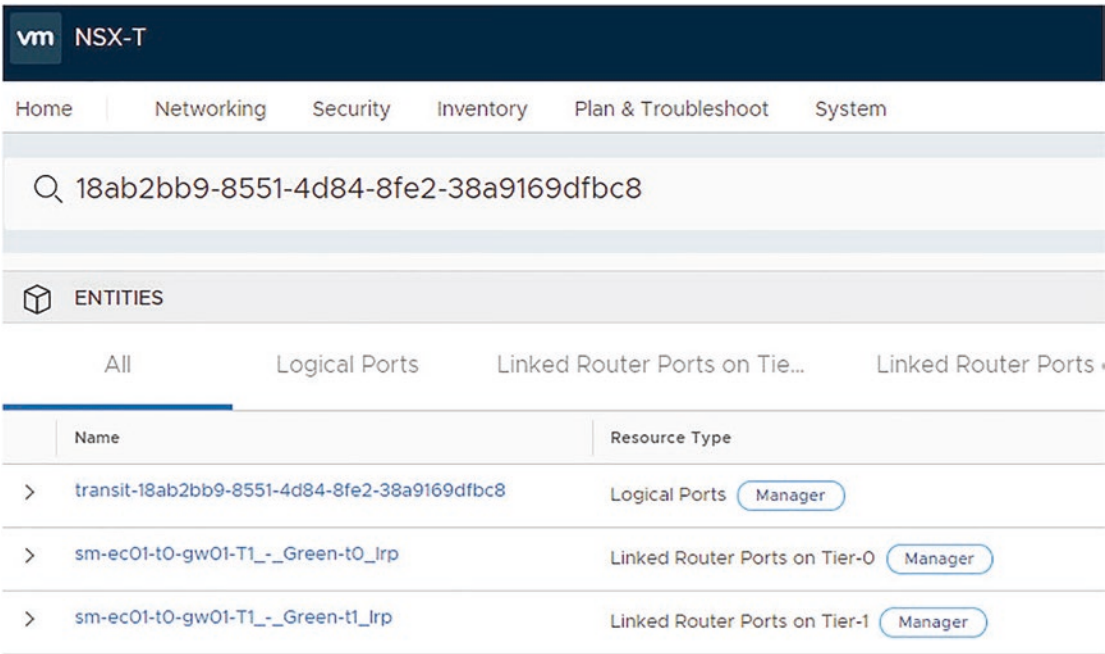 vm NSX-T
Home Networking Security Inventory Plan & Troubleshoot System
18ab2bb9-8551-4d84-8fe2-38a9169dfbc8
ENTITIES
All Logical Ports Linked Router Ports on Tie... Linked Router Ports
Name Resource Type
transit-18ab2bb9-8551-4d84-8fe2-38a9169dfbc8 Logical Ports Manager
sm-ec01-t0-gw01-T1_-_Green-t0_lrp Linked Router Ports on Tier-0 Manager
sm-ec01-t0-gw01-T1_-_Green-t1_lrp Linked Router Ports on Tier-1 Manager